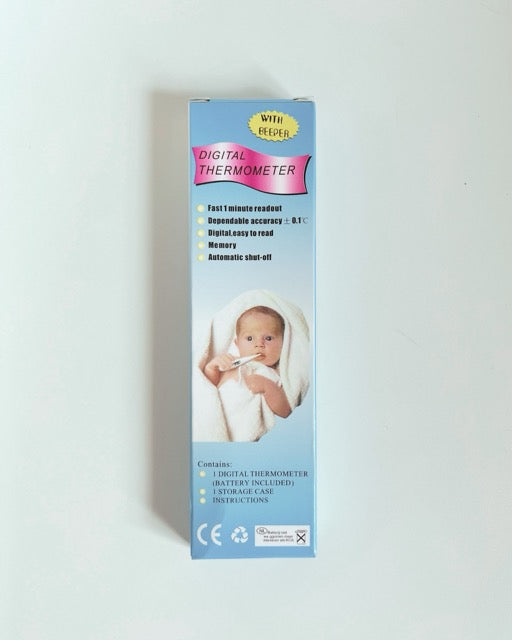 WITH
BEEPER
DIGITAL
THERMOMETER
Fast 1 minute readout
Dependable accuracy ± 0.1℃
Digital,easy to read
Memory
Automatic shut-off
Contains:
1 DIGITAL THERMOMETER
(BATTERY INCLUDED)
1 STORAGE CASE
INSTRUCTIONS
CE